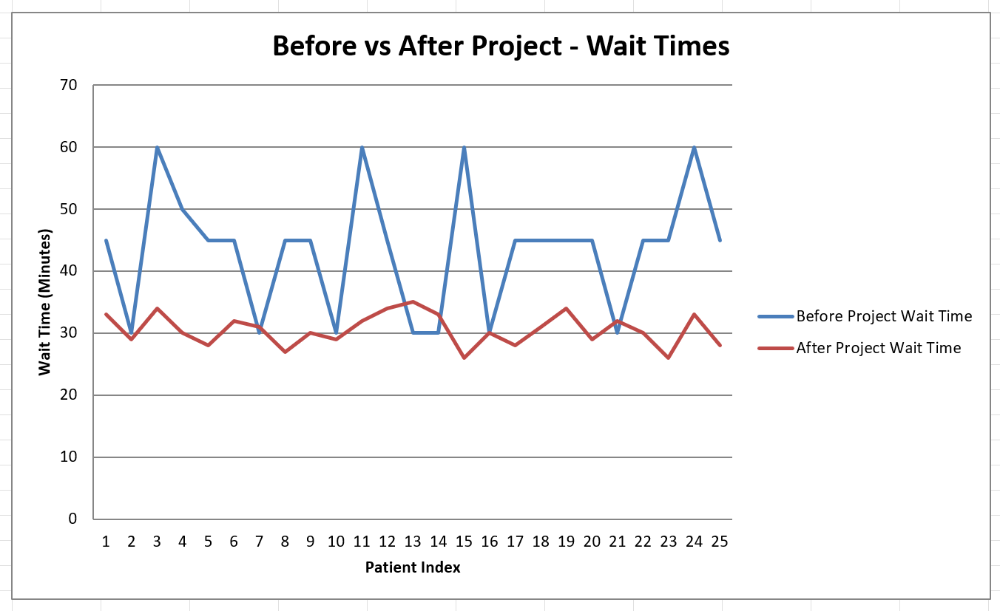 Before vs After Project - Wait Times
70
60
50
40
30
20
10
0
Wait Time (Minutes)
1 2 3 4 5 6 7 8 9 10 11 12 13 14 15 16 17 18 19 20 21 22 23 24 25
Patient Index
Before Project Wait Time
After Project Wait Time